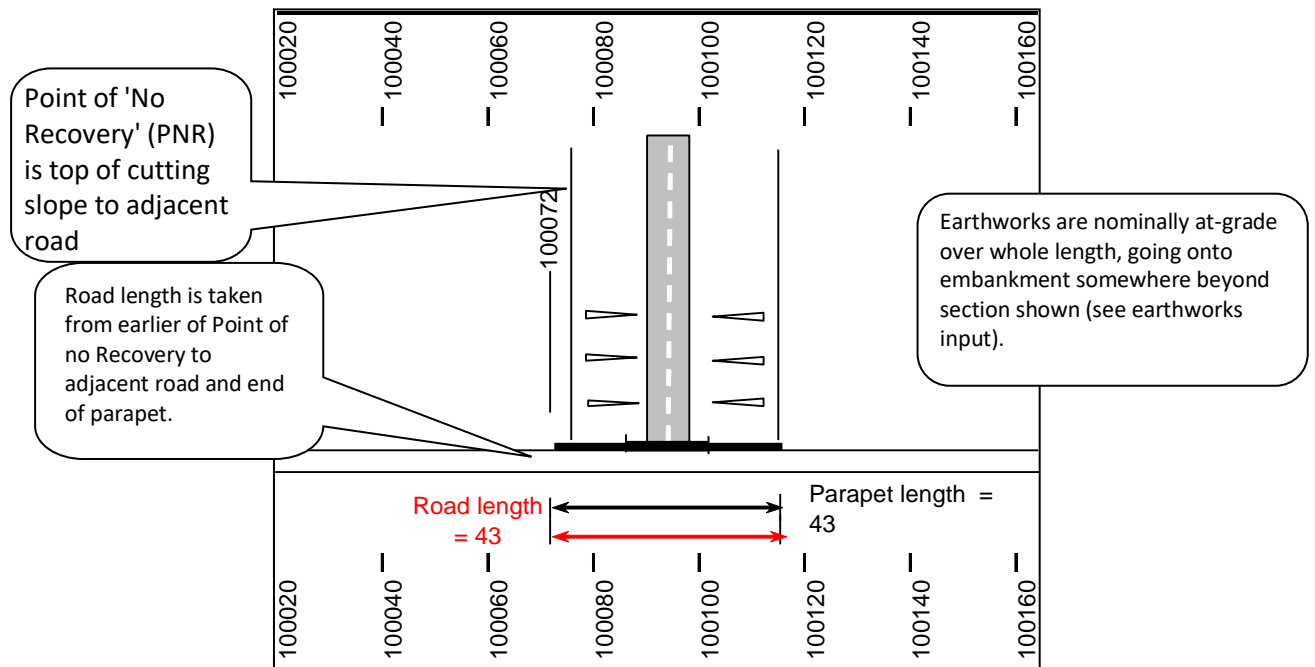 100020
100040
100060
100080
100100
100120
100140
100160
Point of 'No
Recovery' (PNR)
is top of cutting
slope to adjacent
road
100072
Earthworks are nominally at-grade
over whole length, going onto
embankment somewhere beyond
section shown (see earthworks
input).
Road length is taken
from earlier of Point of
no Recovery to
adjacent road and end
of parapet.
Road length
= 43
Parapet length =
43
100020
100040
100060
100080
100100
100120
100140
100160